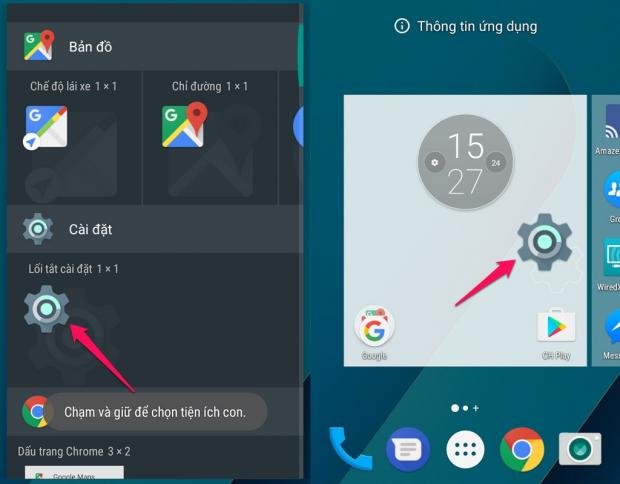 Bản đồ
Chế độ lái xe 1 × 1
Chỉ đường 1 × 1
Cài đặt
Lối tắt cài đặt 1 × 1
Chạm và giữ để chọn tiện ích con.
Dấu trang Chrome 3 × 2
Google Maps
Thông tin ứng dụng
15
24
27
Google
CH Play
Amaze
Gr
WiredX
Mess